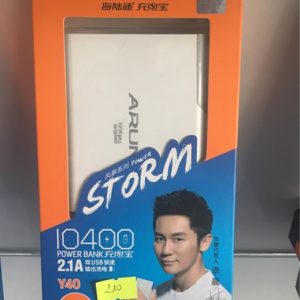 海陆通 充电宝
ARUN
风暴系列 POWER
STORM
10400
POWER BANK 充电宝
2.1A 双USB快速
输出充电
Y40